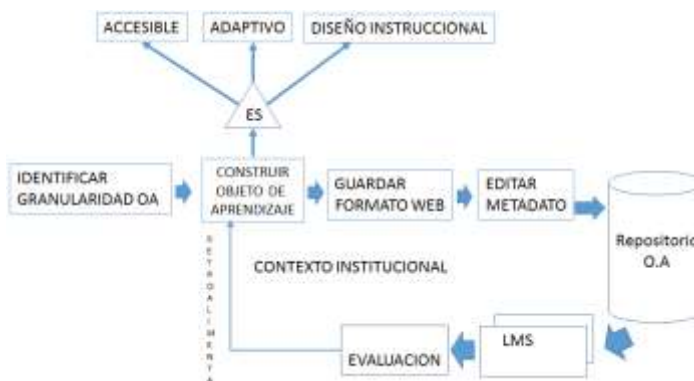 ACCESIBLE
ADAPTIVO
DISEÑO INSTRUCCIONAL
ES
IDENTIFICAR
GRANULARIDAD OA
CONSTRUIR
OBJETO DE
APRENDIZAJE
GUARDAR
FORMATO WEB
EDITAR
METADATO
Repositorio
O.A
CONTEXTO INSTITUCIONAL
RETROALIMENTA
EVALUACION
LMS